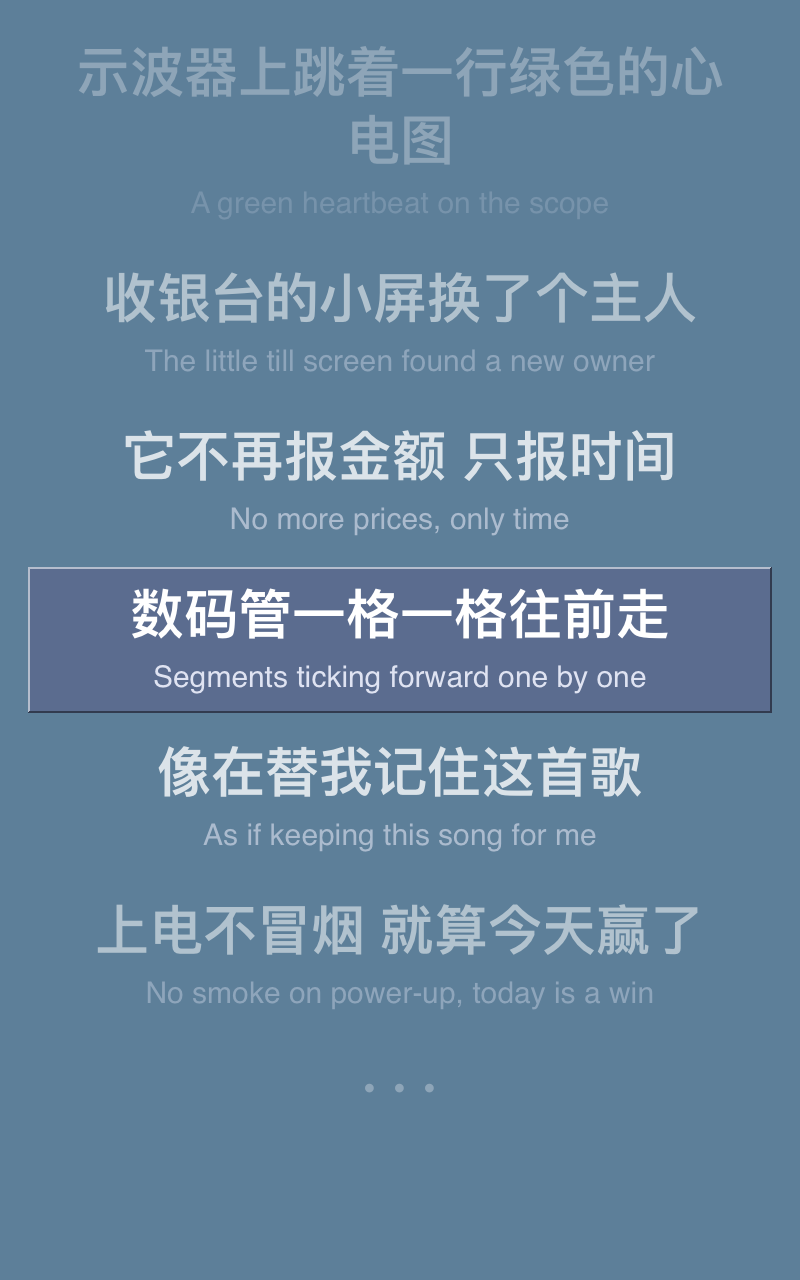 示波器上跳着一行绿色的心
电图
A green heartbeat on the scope
收银台的小屏换了个主人
The little till screen found a new owner
它不再报金额 只报时间
No more prices, only time
数码管一格一格往前走
Segments ticking forward one by one
像在替我记住这首歌
As if keeping this song for me
上电不冒烟 就算今天赢了
No smoke on power-up, today is a win
• • •